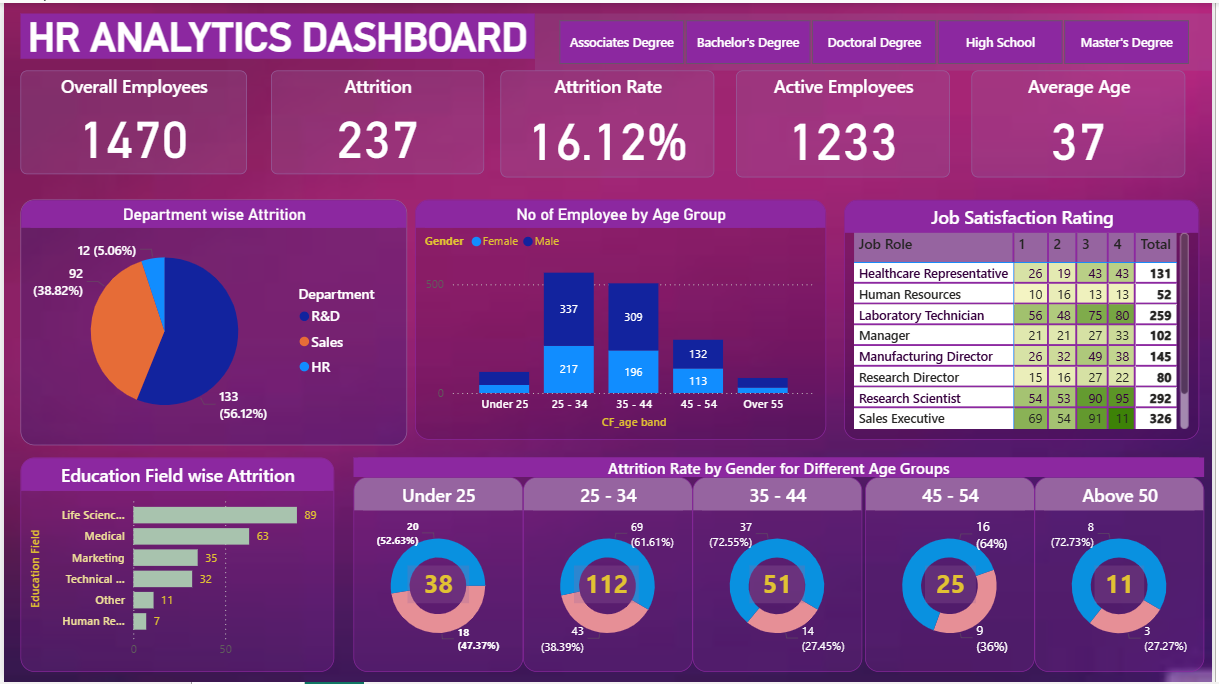 HR ANALYTICS DASHBOARD
Associates Degree
Bachelor's Degree
Doctoral Degree
High School
Master's Degree
Overall Employees
1470
Attrition
237
Attrition Rate
16.12%
Active Employees
1233
Average Age
37
Department wise Attrition
12 (5.06%)
92
(38.82%)
133
(56.12%)
Department
R&D
Sales
HR
No of Employee by Age Group
Gender Female Male
500
0
337
217
309
196
132
113
Under 25 25 - 34 35 - 44 45 - 54 Over 55
CF_age band
Job Satisfaction Rating
Job Role 1 2 3 4 Total
Healthcare Representative 26 19 43 43 131
Human Resources 10 16 13 13 52
Laboratory Technician 56 48 75 80 259
Manager 21 21 27 33 102
Manufacturing Director 26 32 49 38 145
Research Director 15 16 27 22 80
Research Scientist 54 53 90 95 292
Sales Executive 69 54 91 11 326
Education Field wise Attrition
Education Field
Life Scienc... 89
Medical 63
Marketing 35
Technical ... 32
Other 11
Human Re... 7
0 50
Attrition Rate by Gender for Different Age Groups
Under 25
20
(52.63%)
38
18
(47.37%)
25 - 34
69
(61.61%)
112
43
(38.39%)
35 - 44
37
(72.55%)
51
14
(27.45%)
45 - 54
16
(64%)
25
9
(36%)
Above 50
8
(72.73%)
11
3
(27.27%)